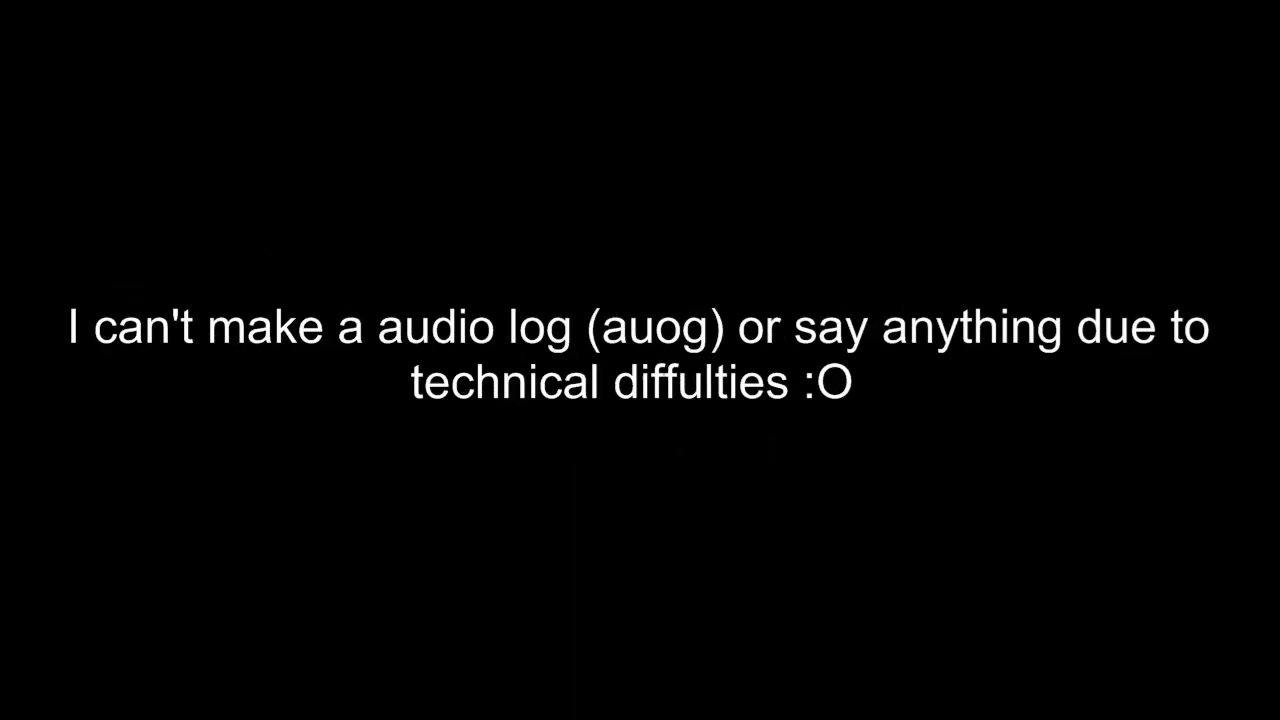 I can't make a audio log (auog) or say anything due to
technical diffulties :O